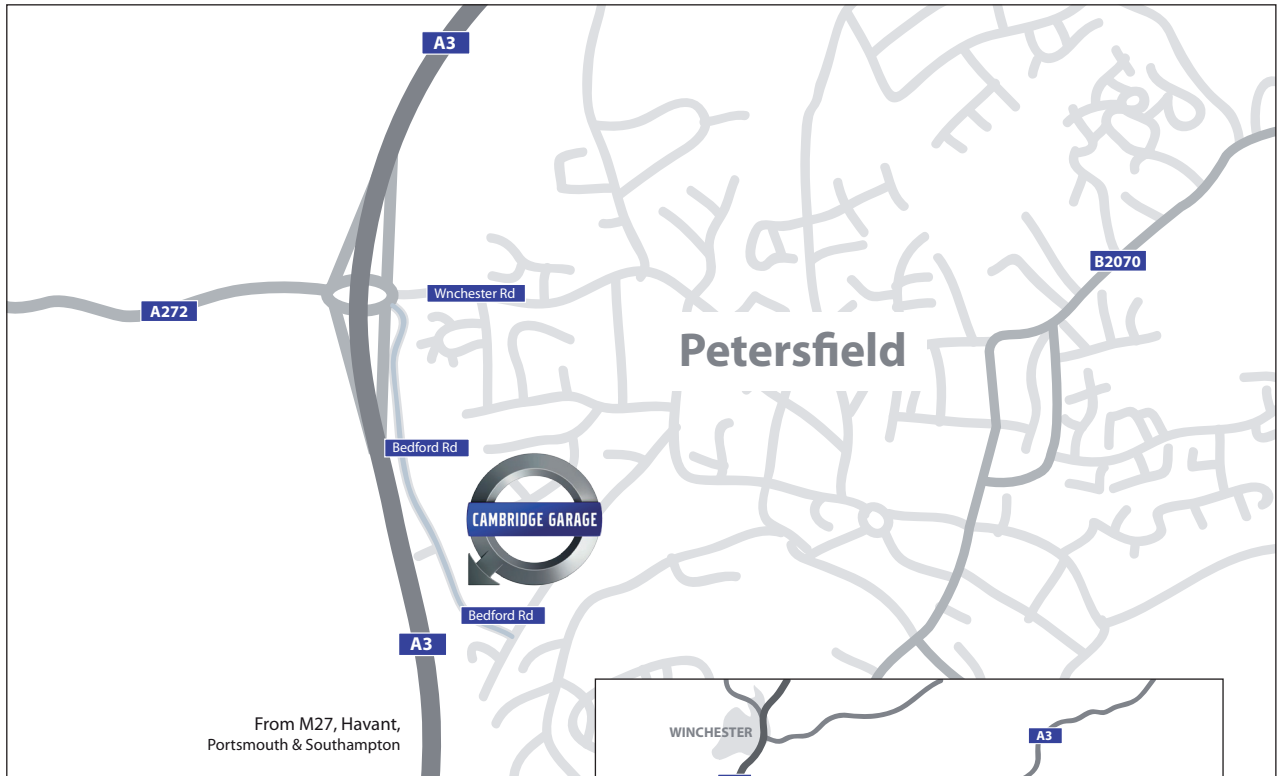 A3
B2070
Wnchester Rd
A272
Petersfield
Bedford Rd
CAMBRIDGE GARAGE
Bedford Rd
A3
From M27, Havant,
Portsmouth & Southampton
WINCHESTER
A3